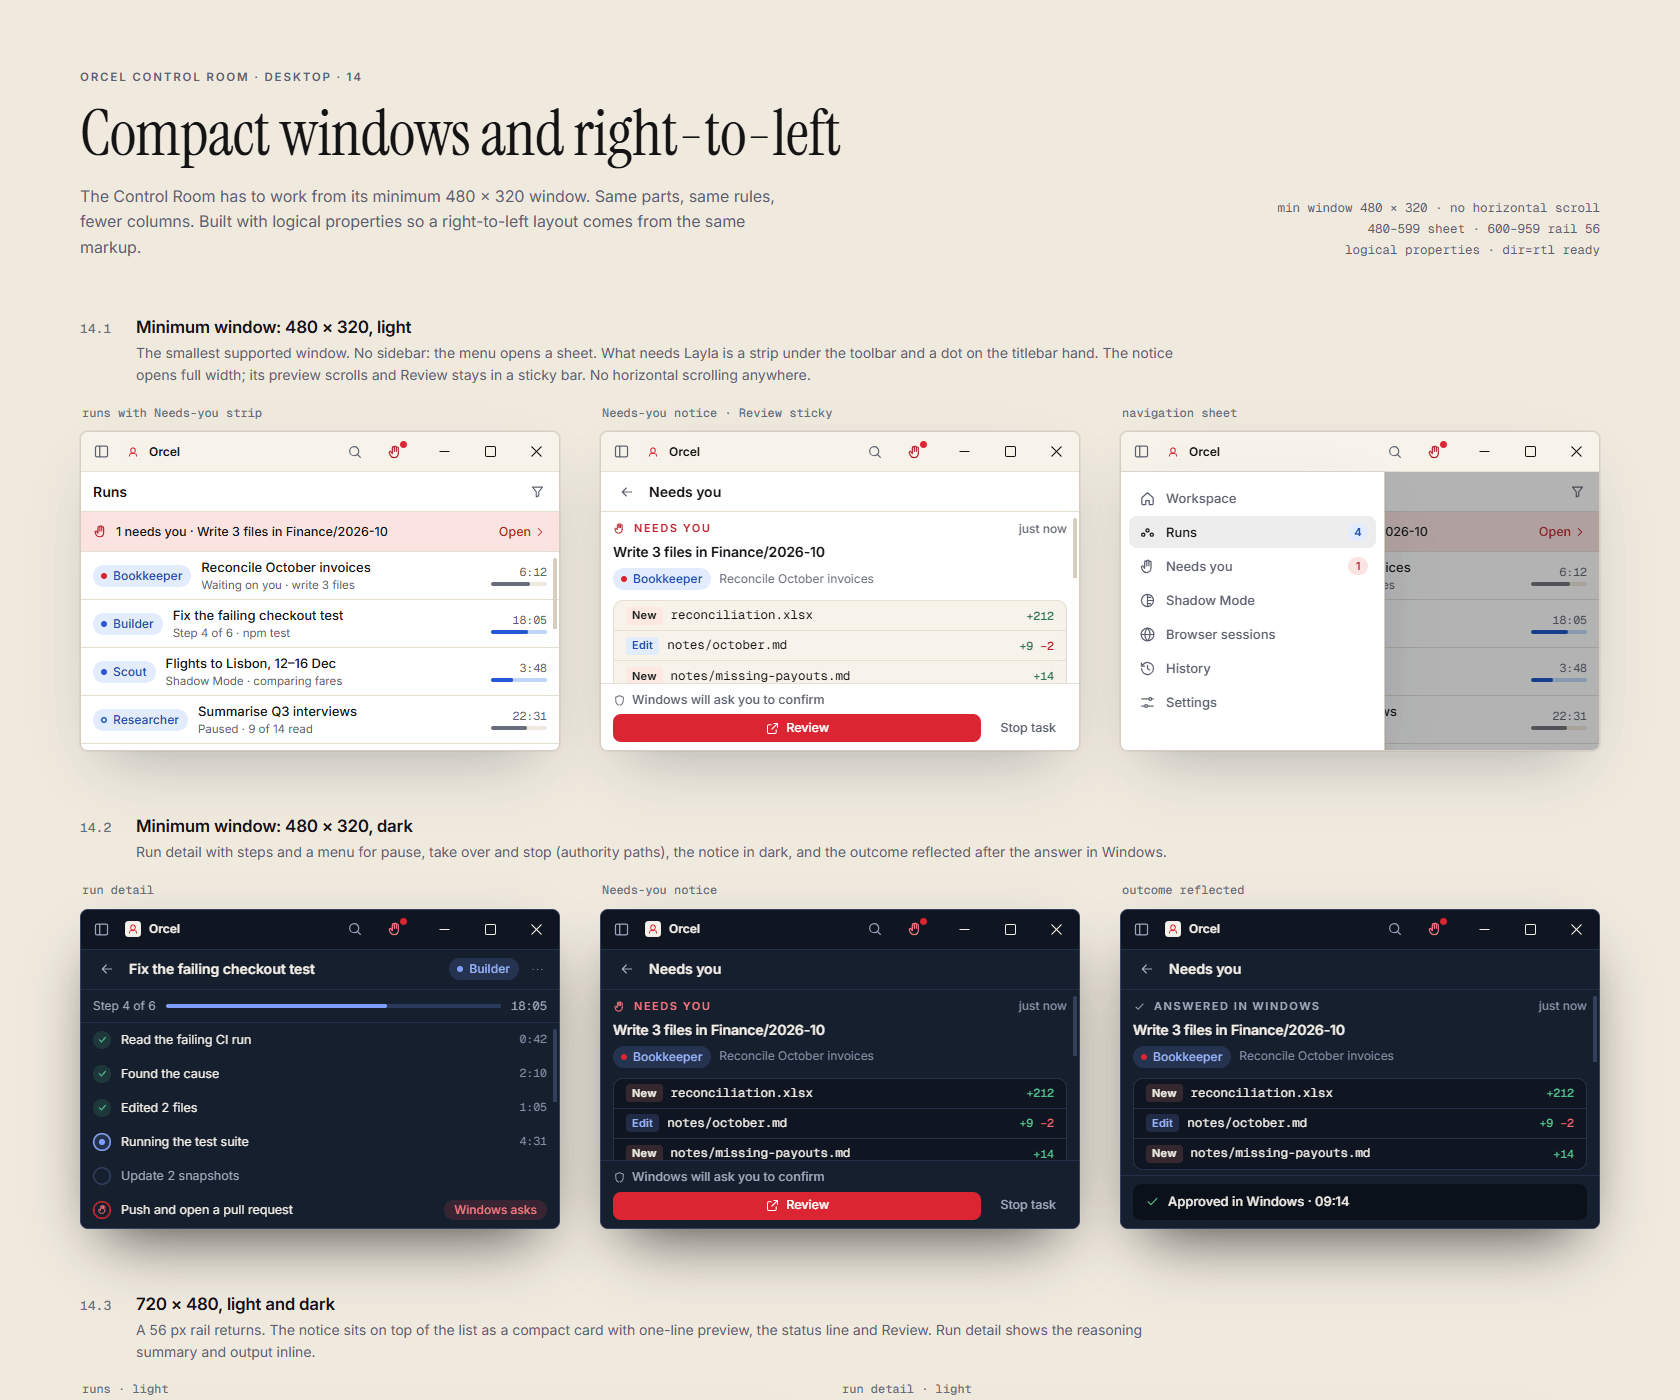 ORCEL CONTROL ROOM · DESKTOP · 14
Compact windows and right-to-left
The Control Room has to work from its minimum 480 × 320 window. Same parts, same rules,
fewer columns. Built with logical properties so a right-to-left layout comes from the same
markup.
min window 480 × 320 · no horizontal scroll
480–599 sheet · 600–959 rail 56
logical properties · dir=rtl ready
14.1 Minimum window: 480 × 320, light
The smallest supported window. No sidebar: the menu opens a sheet. What needs Layla is a strip under the toolbar and a dot on the titlebar hand. The notice
opens full width; its preview scrolls and Review stays in a sticky bar. No horizontal scrolling anywhere.
runs with Needs-you strip
Orcel
Runs
1 needs you · Write 3 files in Finance/2026-10 Open
Bookkeeper Reconcile October invoices 6:12
Waiting on you · write 3 files
Builder Fix the failing checkout test 18:05
Step 4 of 6 · npm test
Scout Flights to Lisbon, 12–16 Dec 3:48
Shadow Mode · comparing fares
Researcher Summarise Q3 interviews 22:31
Paused · 9 of 14 read
Needs-you notice · Review sticky
Orcel
Needs you
NEEDS YOU just now
Write 3 files in Finance/2026-10
Bookkeeper Reconcile October invoices
New reconciliation.xlsx +212
Edit notes/october.md +9 −2
New notes/missing-payouts.md +14
Windows will ask you to confirm
Review Stop task
navigation sheet
Orcel
Workspace
Runs 4
Needs you 1
Shadow Mode
Browser sessions
History
Settings
026-10 Open
ices 6:12
es
18:05
3:48
ws 22:31
14.2 Minimum window: 480 × 320, dark
Run detail with steps and a menu for pause, take over and stop (authority paths), the notice in dark, and the outcome reflected after the answer in Windows.
run detail
Orcel
Fix the failing checkout test Builder ···
Step 4 of 6 18:05
Read the failing CI run 0:42
Found the cause 2:10
Edited 2 files 1:05
Running the test suite 4:31
Update 2 snapshots
Push and open a pull request Windows asks
Needs-you notice
Orcel
Needs you
NEEDS YOU just now
Write 3 files in Finance/2026-10
Bookkeeper Reconcile October invoices
New reconciliation.xlsx +212
Edit notes/october.md +9 −2
New notes/missing-payouts.md +14
Windows will ask you to confirm
Review Stop task
outcome reflected
Orcel
Needs you
ANSWERED IN WINDOWS just now
Write 3 files in Finance/2026-10
Bookkeeper Reconcile October invoices
New reconciliation.xlsx +212
Edit notes/october.md +9 −2
New notes/missing-payouts.md +14
Approved in Windows · 09:14
14.3 720 × 480, light and dark
A 56 px rail returns. The notice sits on top of the list as a compact card with one-line preview, the status line and Review. Run detail shows the reasoning
summary and output inline.
runs · light
run detail · light